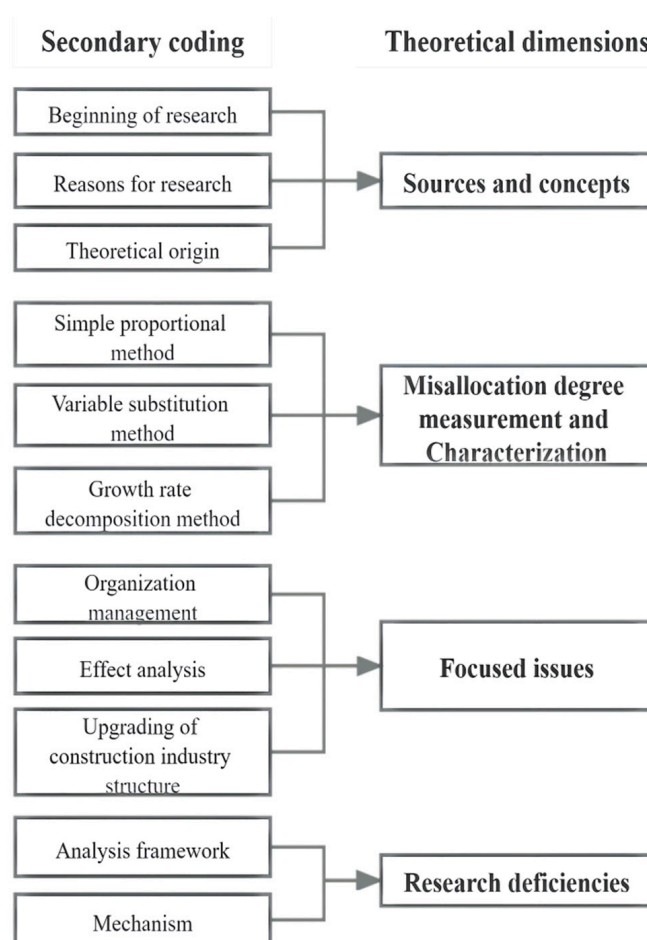 Secondary coding
Theoretical dimensions
Beginning of research
Reasons for research
Theoretical origin
Sources and concepts
Simple proportional
method
Variable substitution
method
Growth rate
decomposition method
Misallocation degree
measurement and
Characterization
Organization
management
Effect analysis
Upgrading of
construction industry
structure
Focused issues
Analysis framework
Mechanism
Research deficiencies